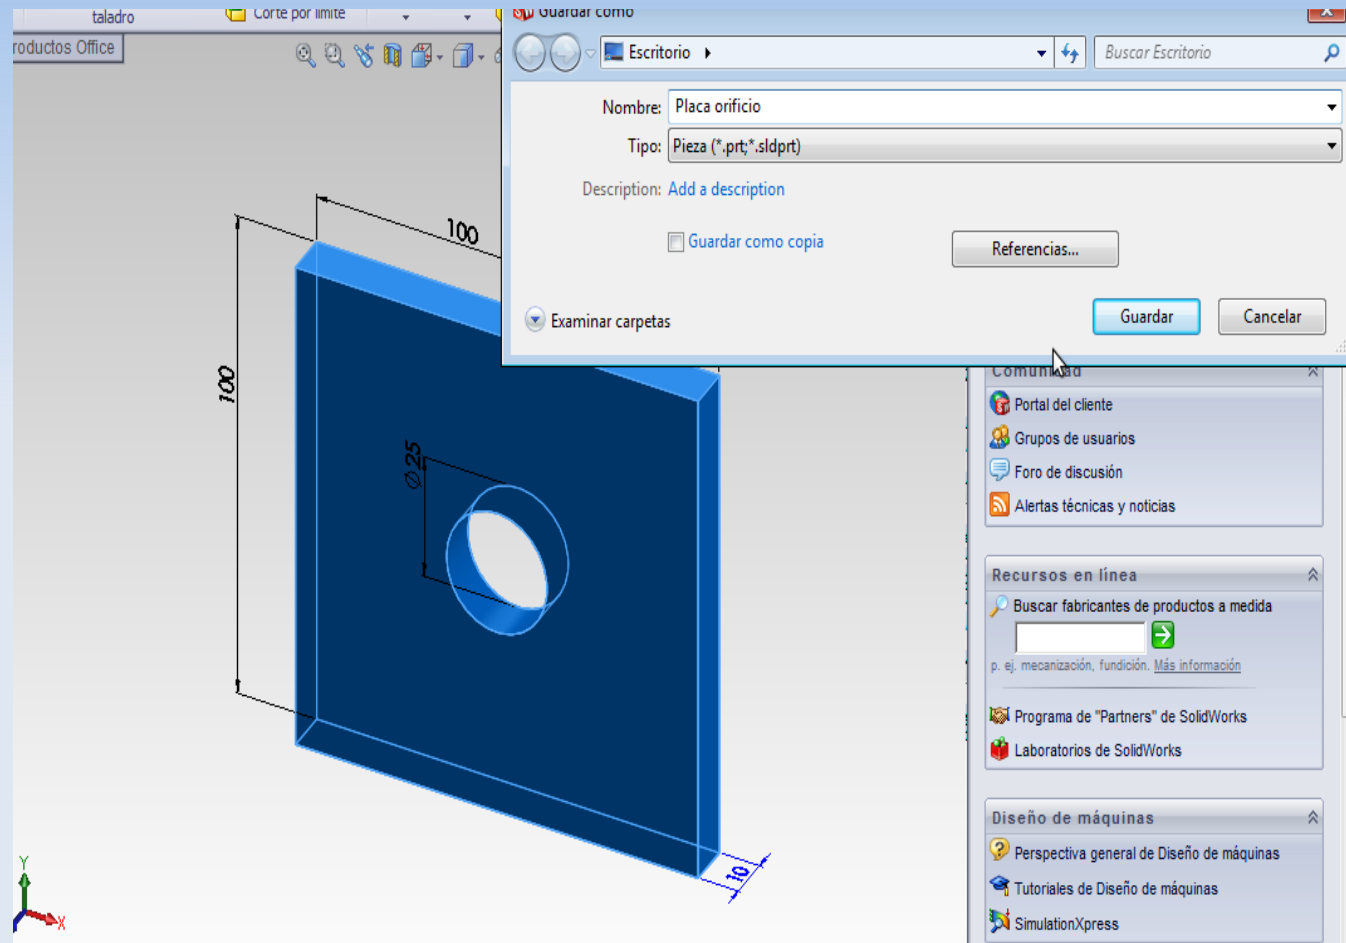 taladro
Corte por límite
roductos Office
Guardar como
Escritorio
Buscar Escritorio
Nombre: Placa orificio
Tipo: Pieza (*.prt;*.sldprt)
Description: Add a description
Guardar como copia
Referencias...
Examinar carpetas
Guardar
Cancelar
100
100
Ø25
10
Y
X
Comunidad
Portal del cliente
Grupos de usuarios
Foro de discusión
Alertas técnicas y noticias
Recursos en línea
Buscar fabricantes de productos a medida
p. ej. mecanización, fundición. Más información
Programa de "Partners" de SolidWorks
Laboratorios de SolidWorks
Diseño de máquinas
Perspectiva general de Diseño de máquinas
Tutoriales de Diseño de máquinas
SimulationXpress